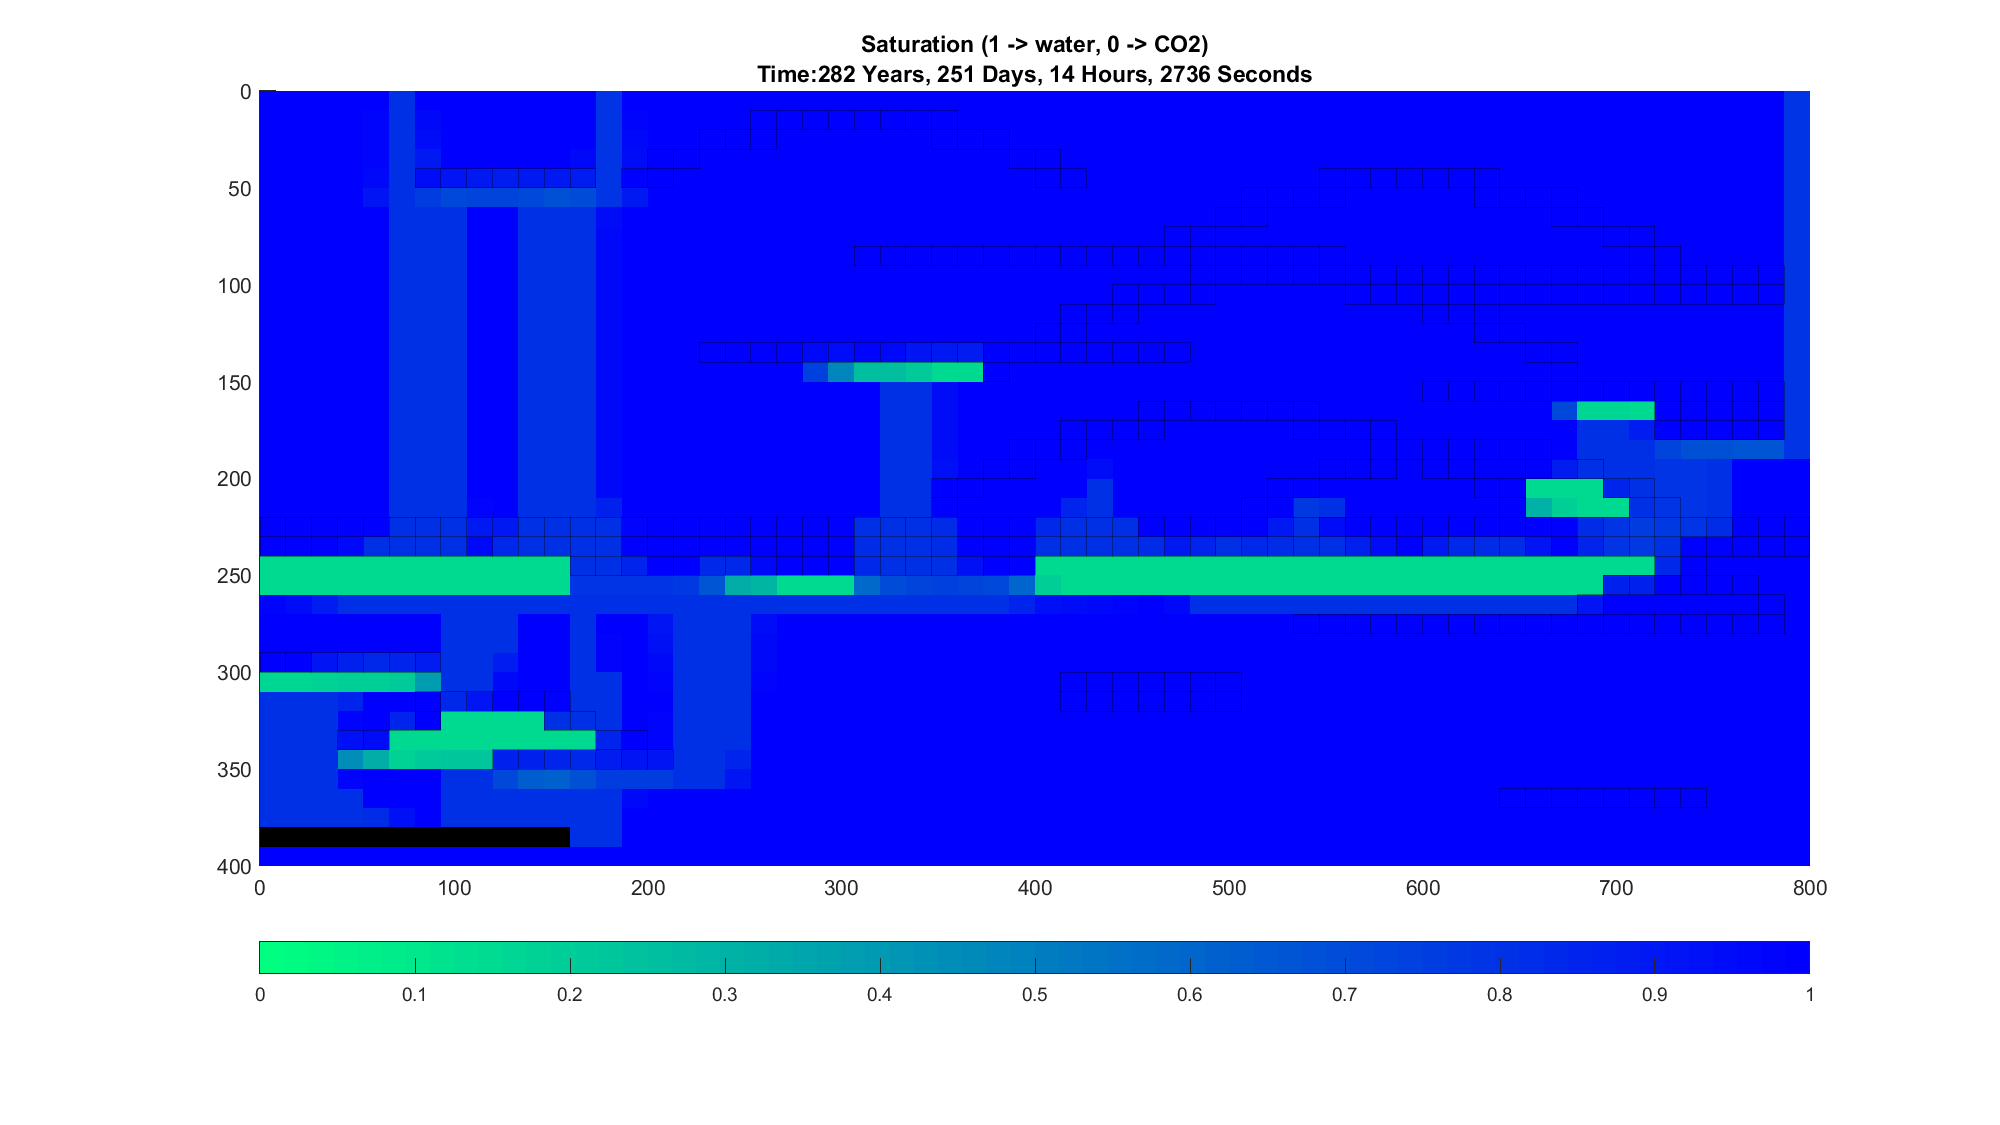 Saturation (1 -> water, 0 -> CO2)
Time:282 Years, 251 Days, 14 Hours, 2736 Seconds
0
50
100
150
200
250
300
350
400
0 100 200 300 400 500 600 700 800
0 0.1 0.2 0.3 0.4 0.5 0.6 0.7 0.8 0.9 1